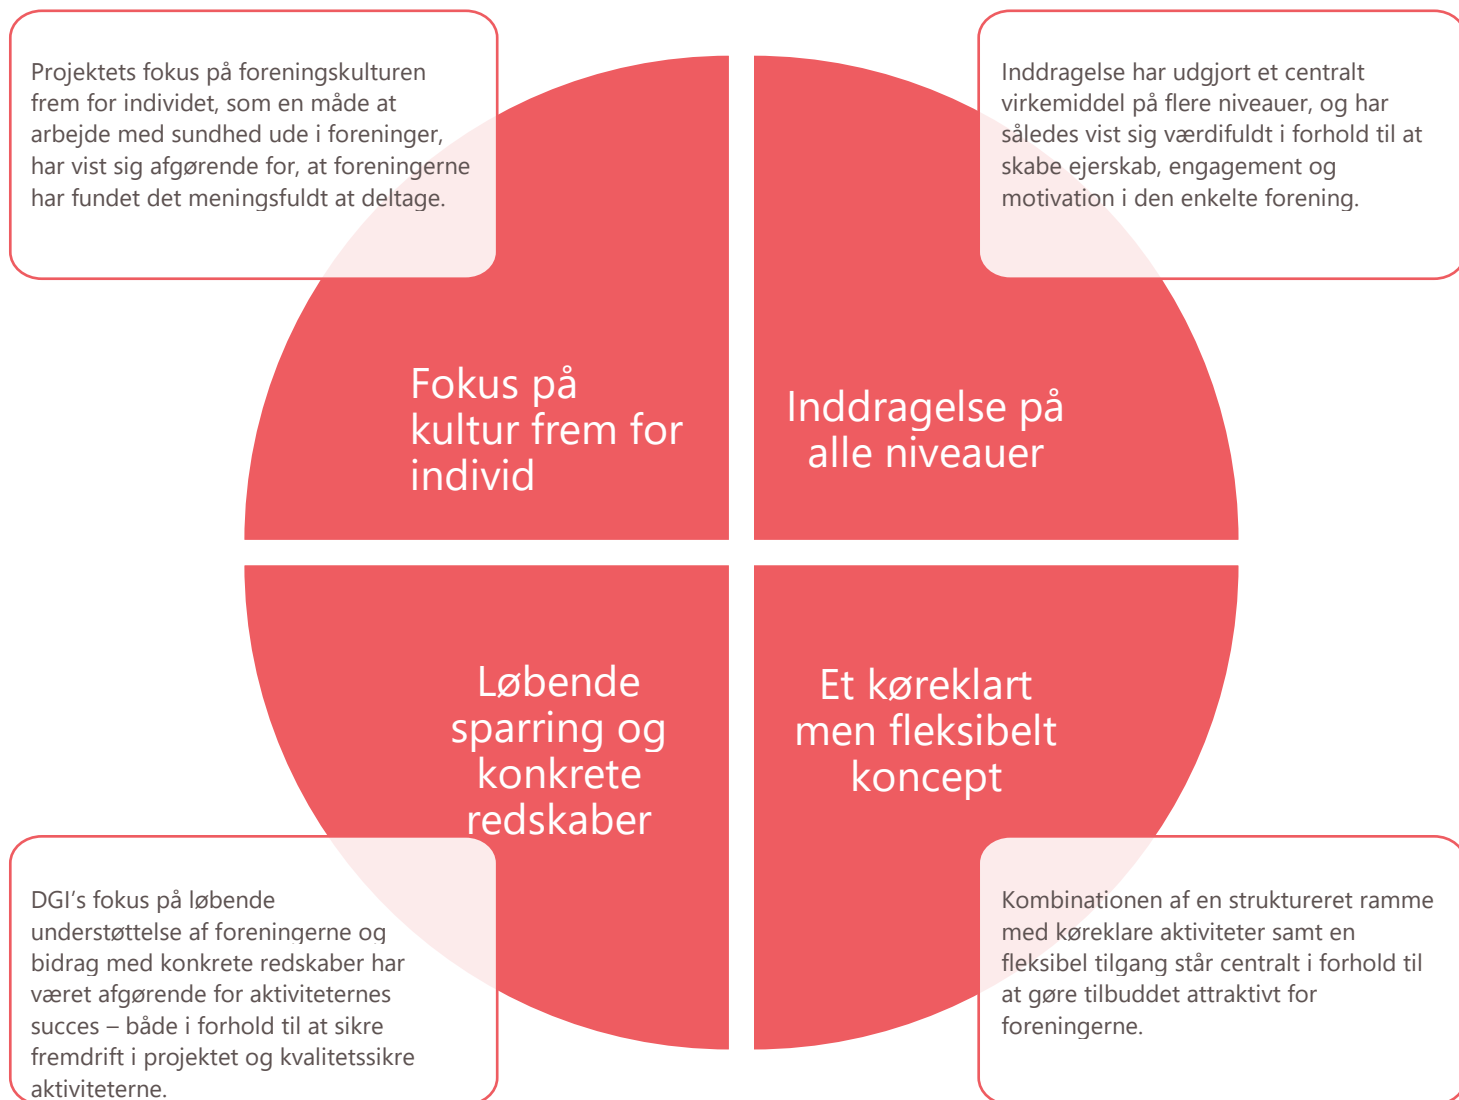 Projektets fokus på foreningskulturen
frem for individet, som en måde at
arbejde med sundhed ude i foreninger,
har vist sig afgørende for, at foreningerne
har fundet det meningsfuldt at deltage.
Inddragelse har udgjort et centralt
virkemiddel på flere niveauer, og har
således vist sig værdifuldt i forhold til at
skabe ejerskab, engagement og
motivation i den enkelte forening.
Fokus på
kultur frem for
individ
Inddragelse på
alle niveauer
Løbende
sparring og
konkrete
redskaber
Et køreklart
men fleksibelt
koncept
DGI’s fokus på løbende
understøttelse af foreningerne og
bidrag med konkrete redskaber har
været afgørende for aktiviteternes
succes – både i forhold til at sikre
fremdrift i projektet og kvalitetssikre
aktiviteterne.
Kombinationen af en struktureret ramme
med køreklare aktiviteter samt en
fleksibel tilgang står centralt i forhold til
at gøre tilbuddet attraktivt for
foreningerne.